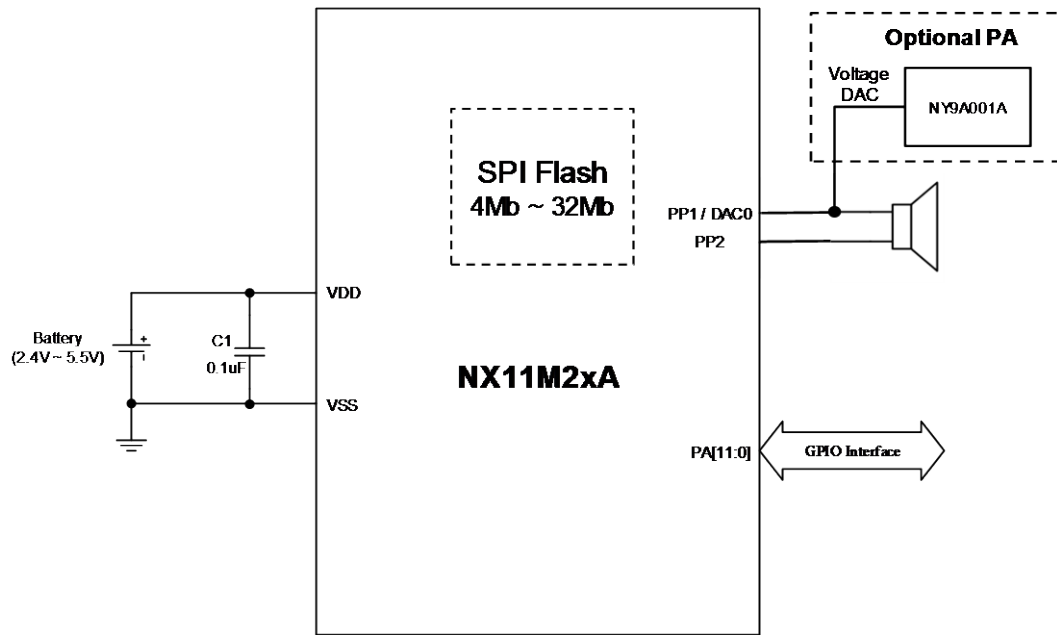 Optional PA
Voltage
DAC
NY9A001A
SPI Flash
4Mb ~ 32Mb
PP1 / DAC0
PP2
VDD
Battery
(2.4V ~ 5.5V)
+
-
C1
0.1uF
NX11M2xA
VSS
PA[11:0]
GPIO Interface